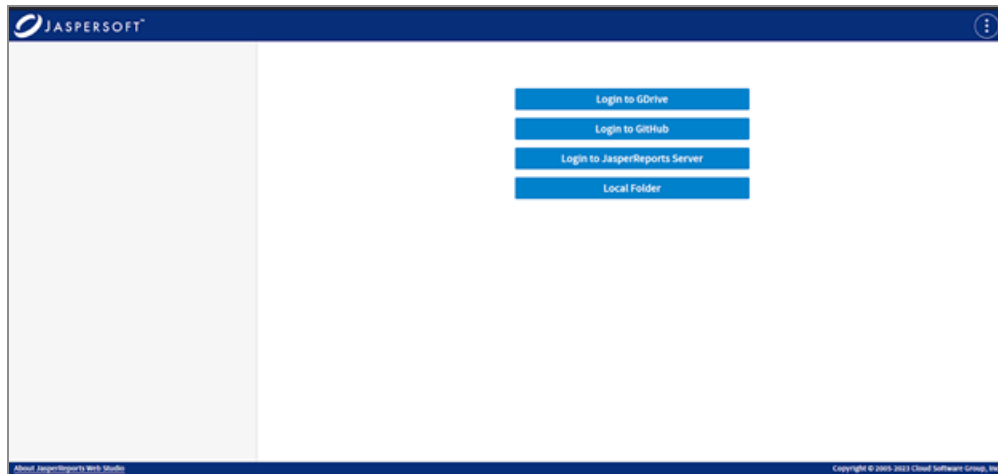 JASPERSOFT™
Login to GDrive
Login to GitHub
Login to JasperReports Server
Local Folder
About JasperReports Web Studio
Copyright © 2005-2023 Cloud Software Group, Inc